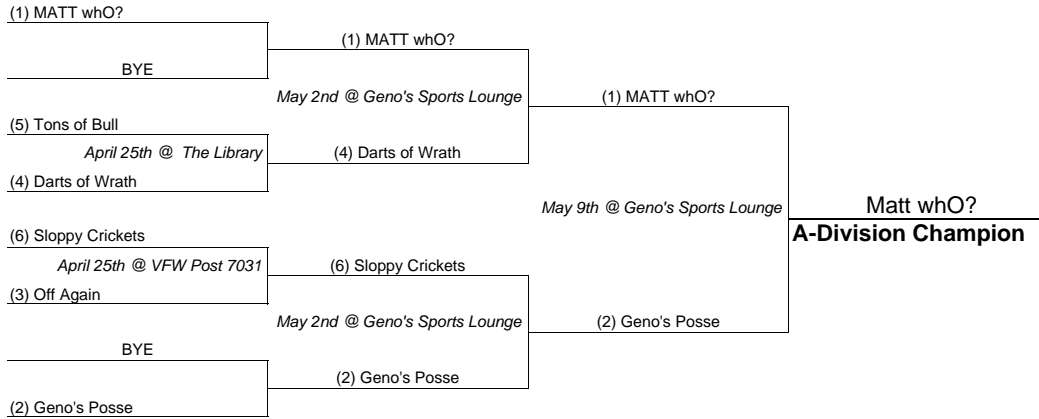 (1) MATT whO?
(1) MATT whO?
BYE
May 2nd @ Geno's Sports Lounge
(1) MATT whO?
(5) Tons of Bull
April 25th @ The Library
(4) Darts of Wrath
(4) Darts of Wrath
May 9th @ Geno's Sports Lounge
Matt whO?
A-Division Champion
(6) Sloppy Crickets
April 25th @ VFW Post 7031
(6) Sloppy Crickets
(3) Off Again
May 2nd @ Geno's Sports Lounge
(2) Geno's Posse
BYE
(2) Geno's Posse
(2) Geno's Posse